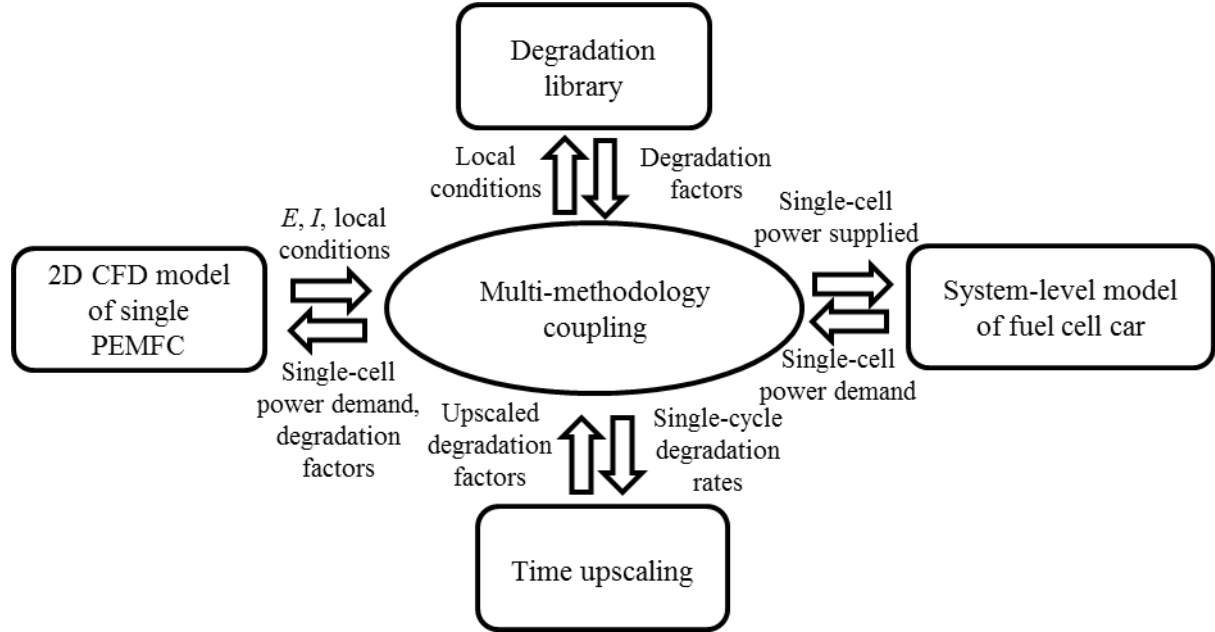 Degradation
library
Local
conditions
Degradation
factors
E, I, local
conditions
Single-cell
power supplied
2D CFD model
of single
PEMFC
Multi-methodology
coupling
System-level model
of fuel cell car
Single-cell
power demand,
degradation
factors
Upscaled
degradation
factors
Single-cycle
degradation
rates
Single-cell
power demand
Time upscaling